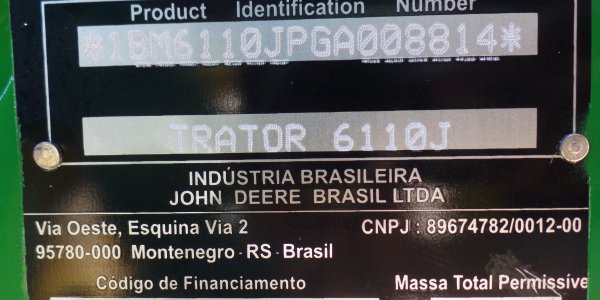 Product Identification Number
*1BM6110JPGA008814*
TRATOR 6110J
INDÚSTRIA BRASILEIRA
JOHN DEERE BRASIL LTDA
Via Oeste, Esquina Via 2
CNPJ : 89674782/0012-00
95780-000 Montenegro - RS - Brasil
Código de Financiamento
Massa Total Permissíve